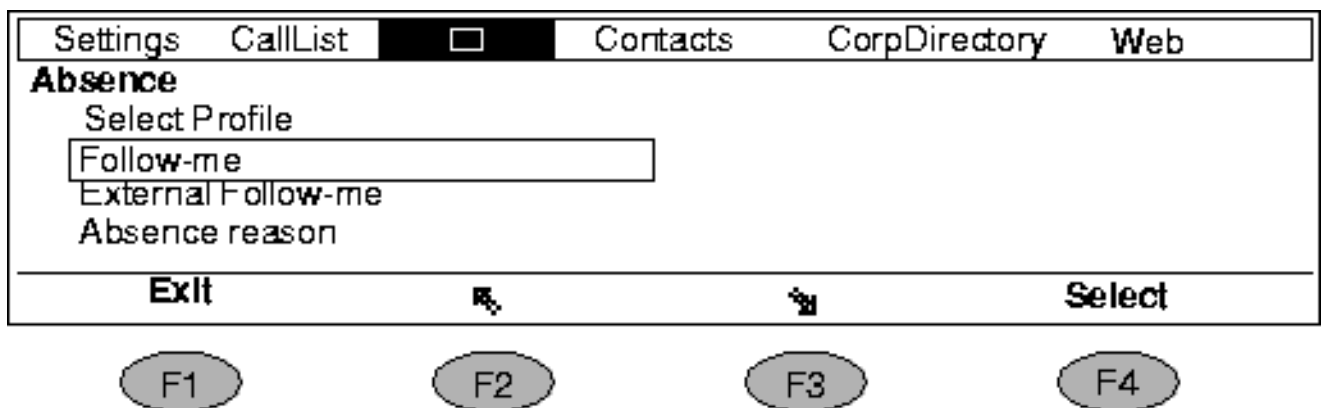 Settings CallList Contacts CorpDirectory Web
Absence
Select Profile
Follow-me
External Follow-me
Absence reason
Exit Select
F1 F2 F3 F4